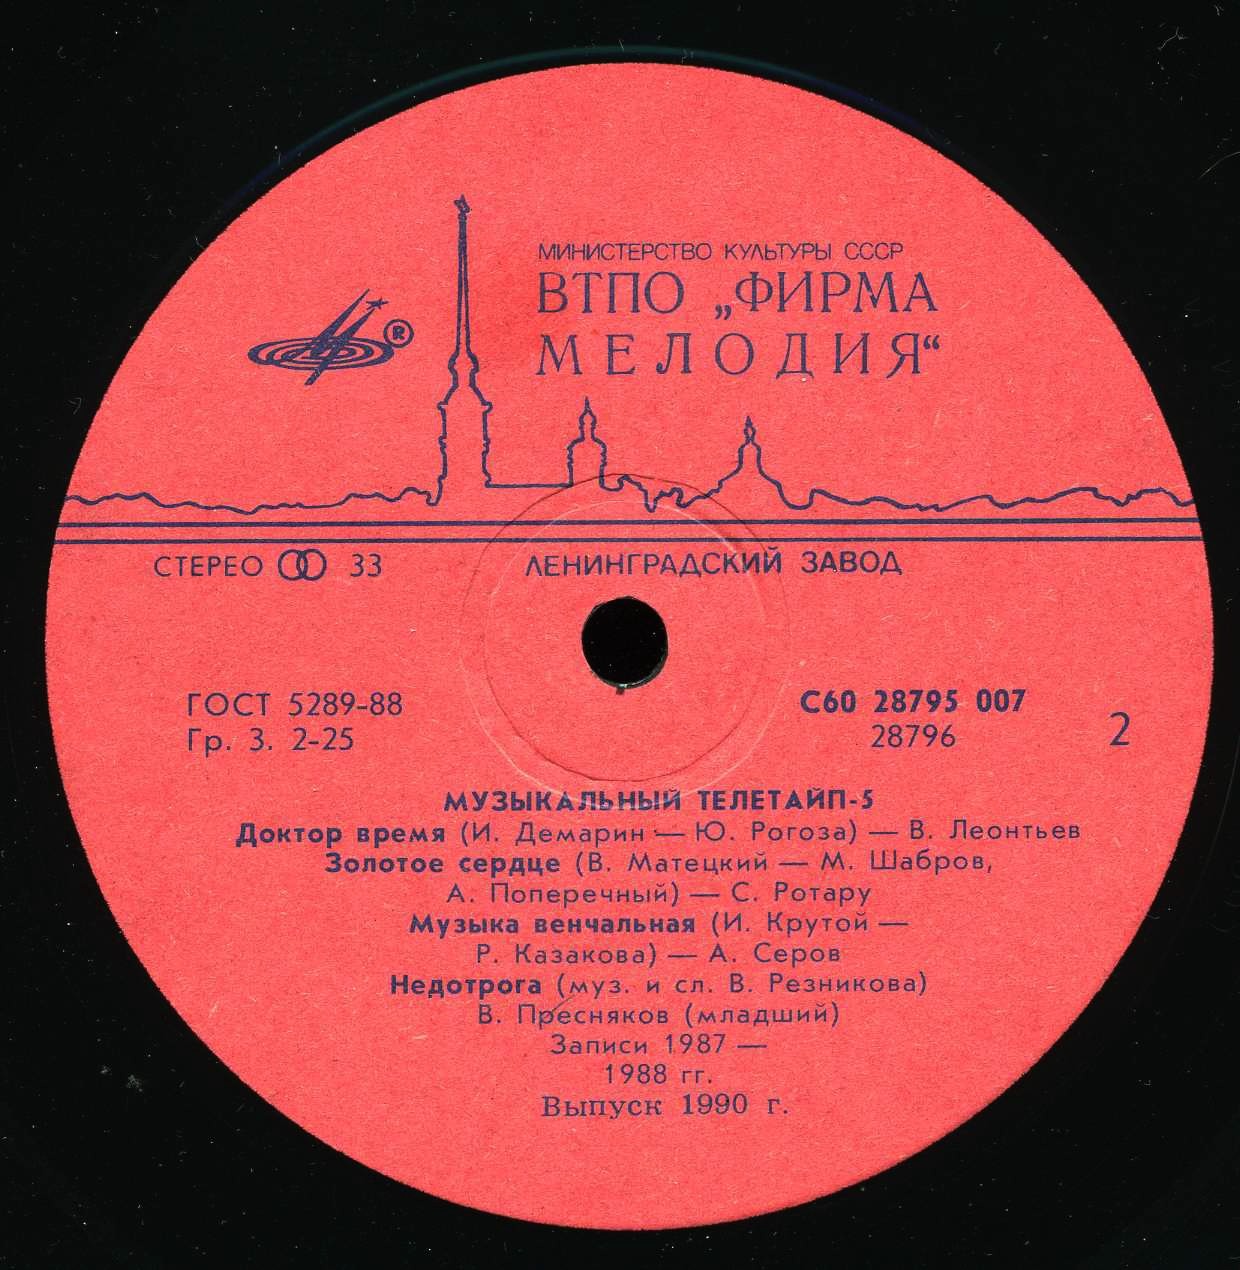 МИНИСТЕРСТВО КУЛЬТУРЫ СССР
ВТПО „ФИРМА
МЕЛОДИЯ“
®
СТЕРЕО 33
ЛЕНИНГРАДСКИЙ ЗАВОД
ГОСТ 5289-88
Гр. 3. 2-25
С60 28795 007
28796
2
МУЗЫКАЛЬНЫЙ ТЕЛЕТАЙП-5
Доктор время (И. Демарин — Ю. Рогоза) — В. Леонтьев
Золотое сердце (В. Матецкий — М. Шабров,
А. Поперечный) — С. Ротару
Музыка венчальная (И. Крутой —
Р. Казакова) — А. Серов
Недотрога (муз. и сл. В. Резникова)
В. Пресняков (младший)
Записи 1987 —
1988 гг.
Выпуск 1990 г.